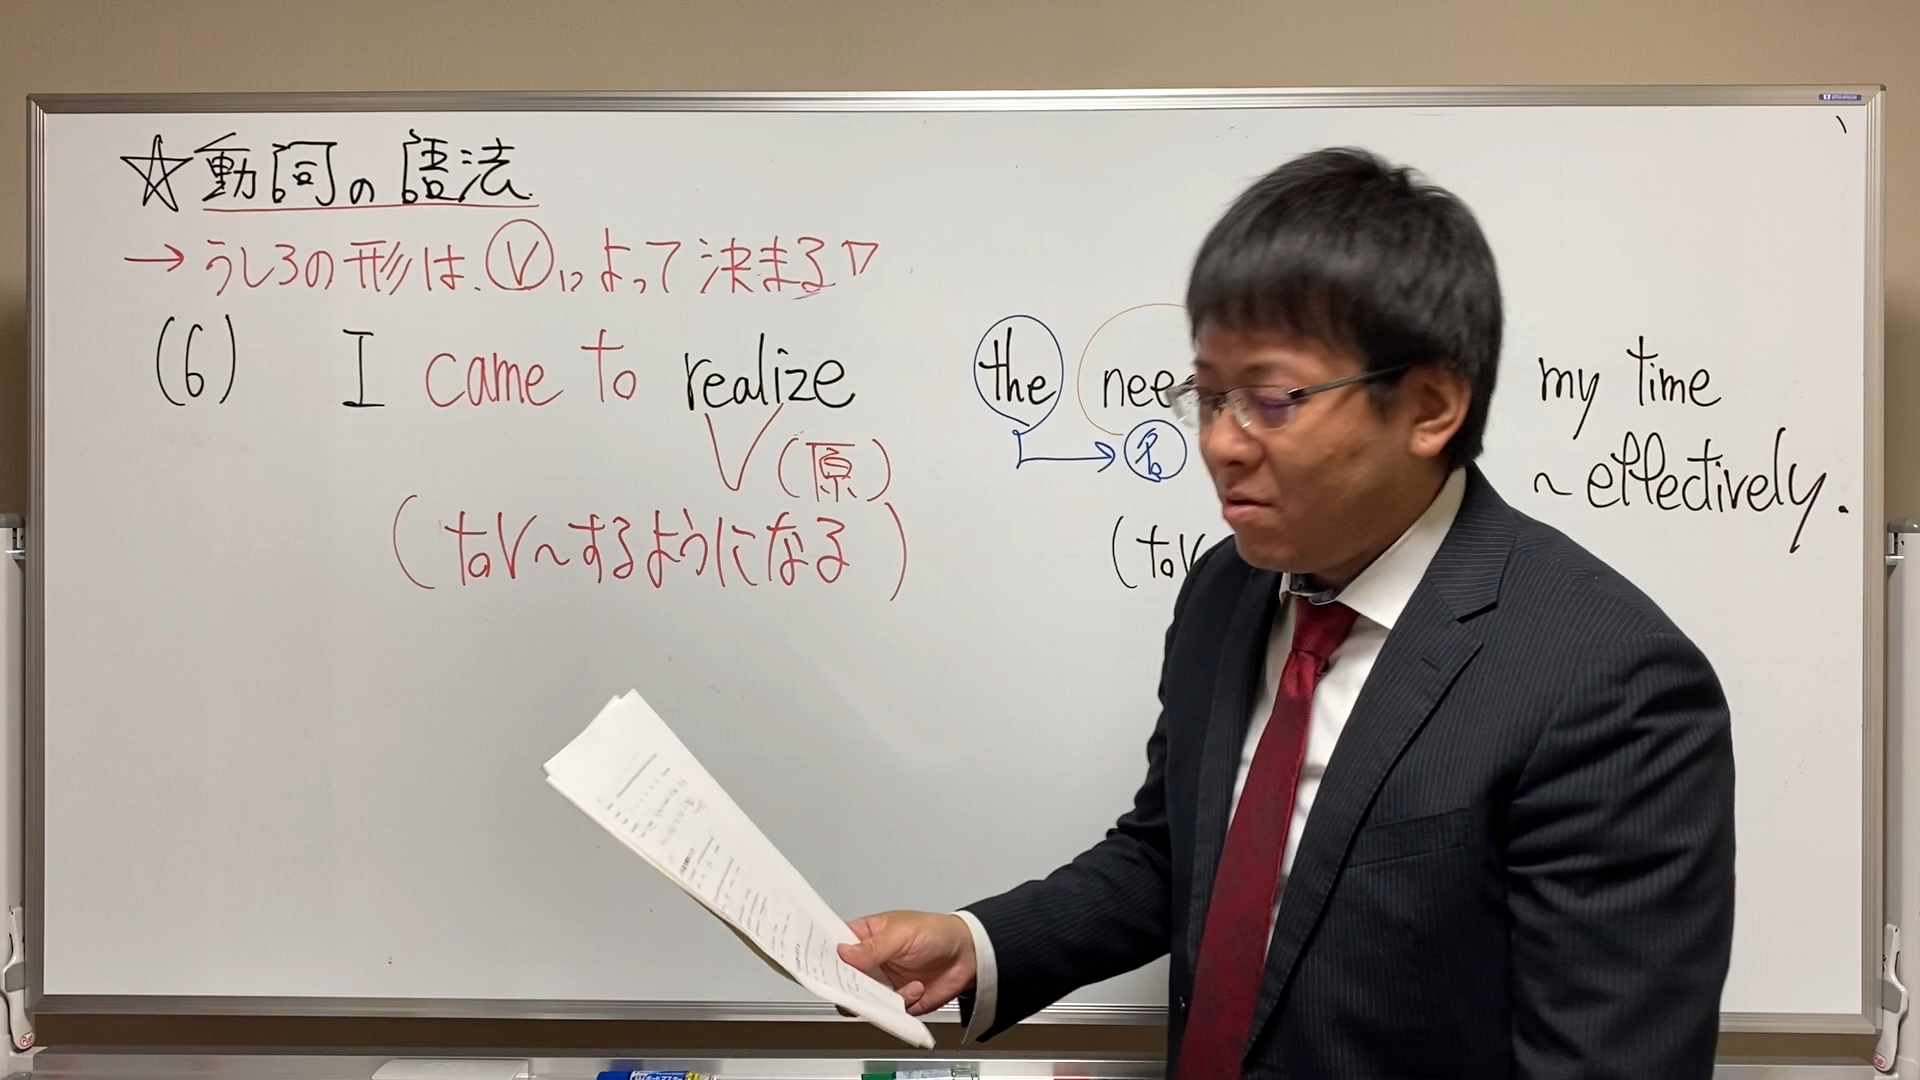 ☆動詞の語法
→うしろの形は、Ⓥによって決まる▽
(6) I came to realize the nee my time
V (原) 名 ~effectively.
(toV~するようになる) (toV